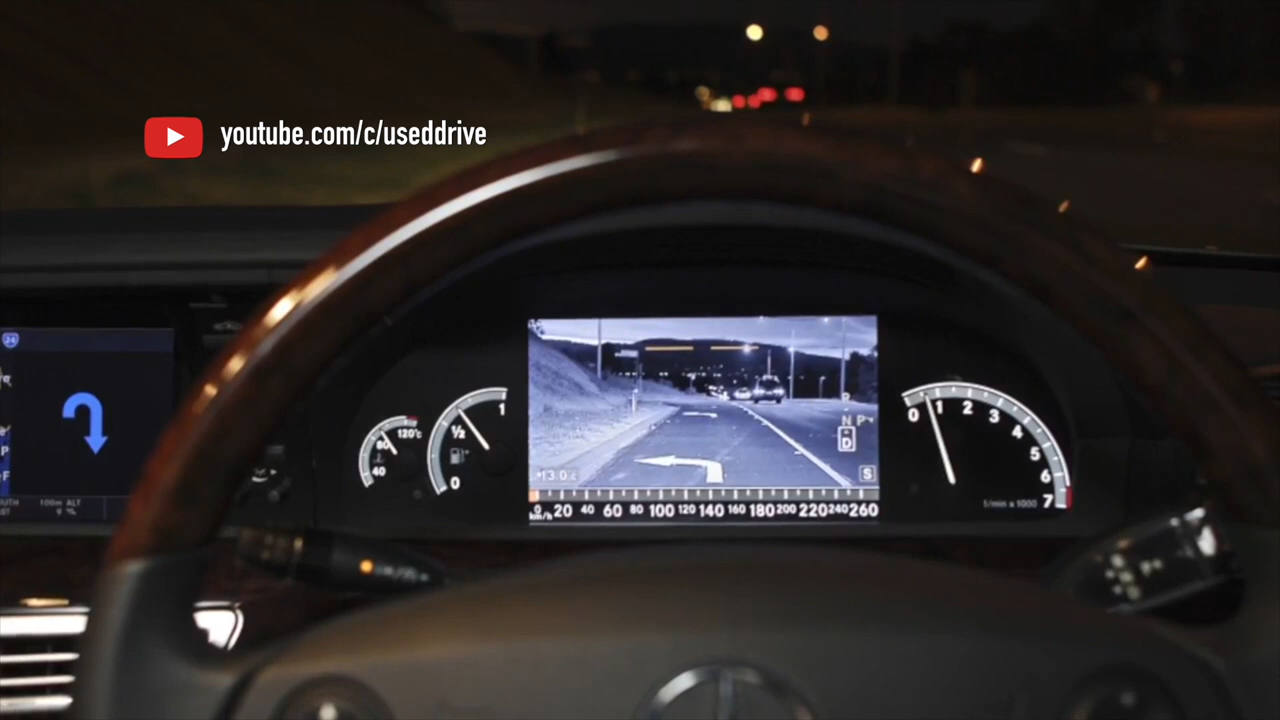 youtube.com/c/useddrive
24
120°c
80
40
1
½
0
R
N P
D
S
+13.0°c
0 20 40 60 80 100 120 140 160 180 200 220 240 260
km/h
0 1 2 3 4 5 6 7
1/min x 1000
100m ALT